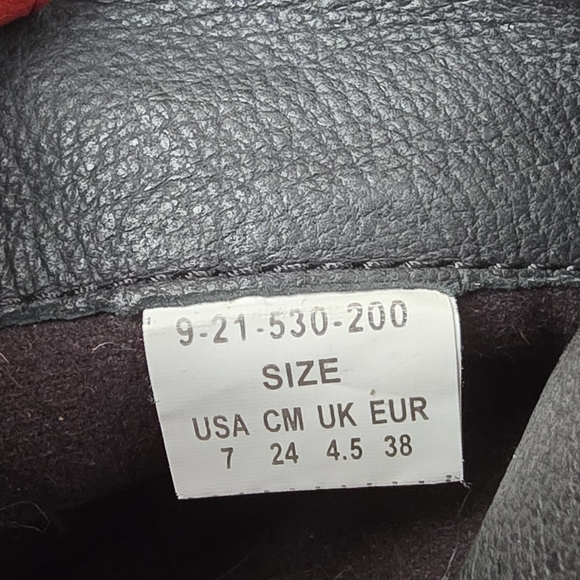 9-21-530-200
SIZE
USA CM UK EUR
7 24 4.5 38